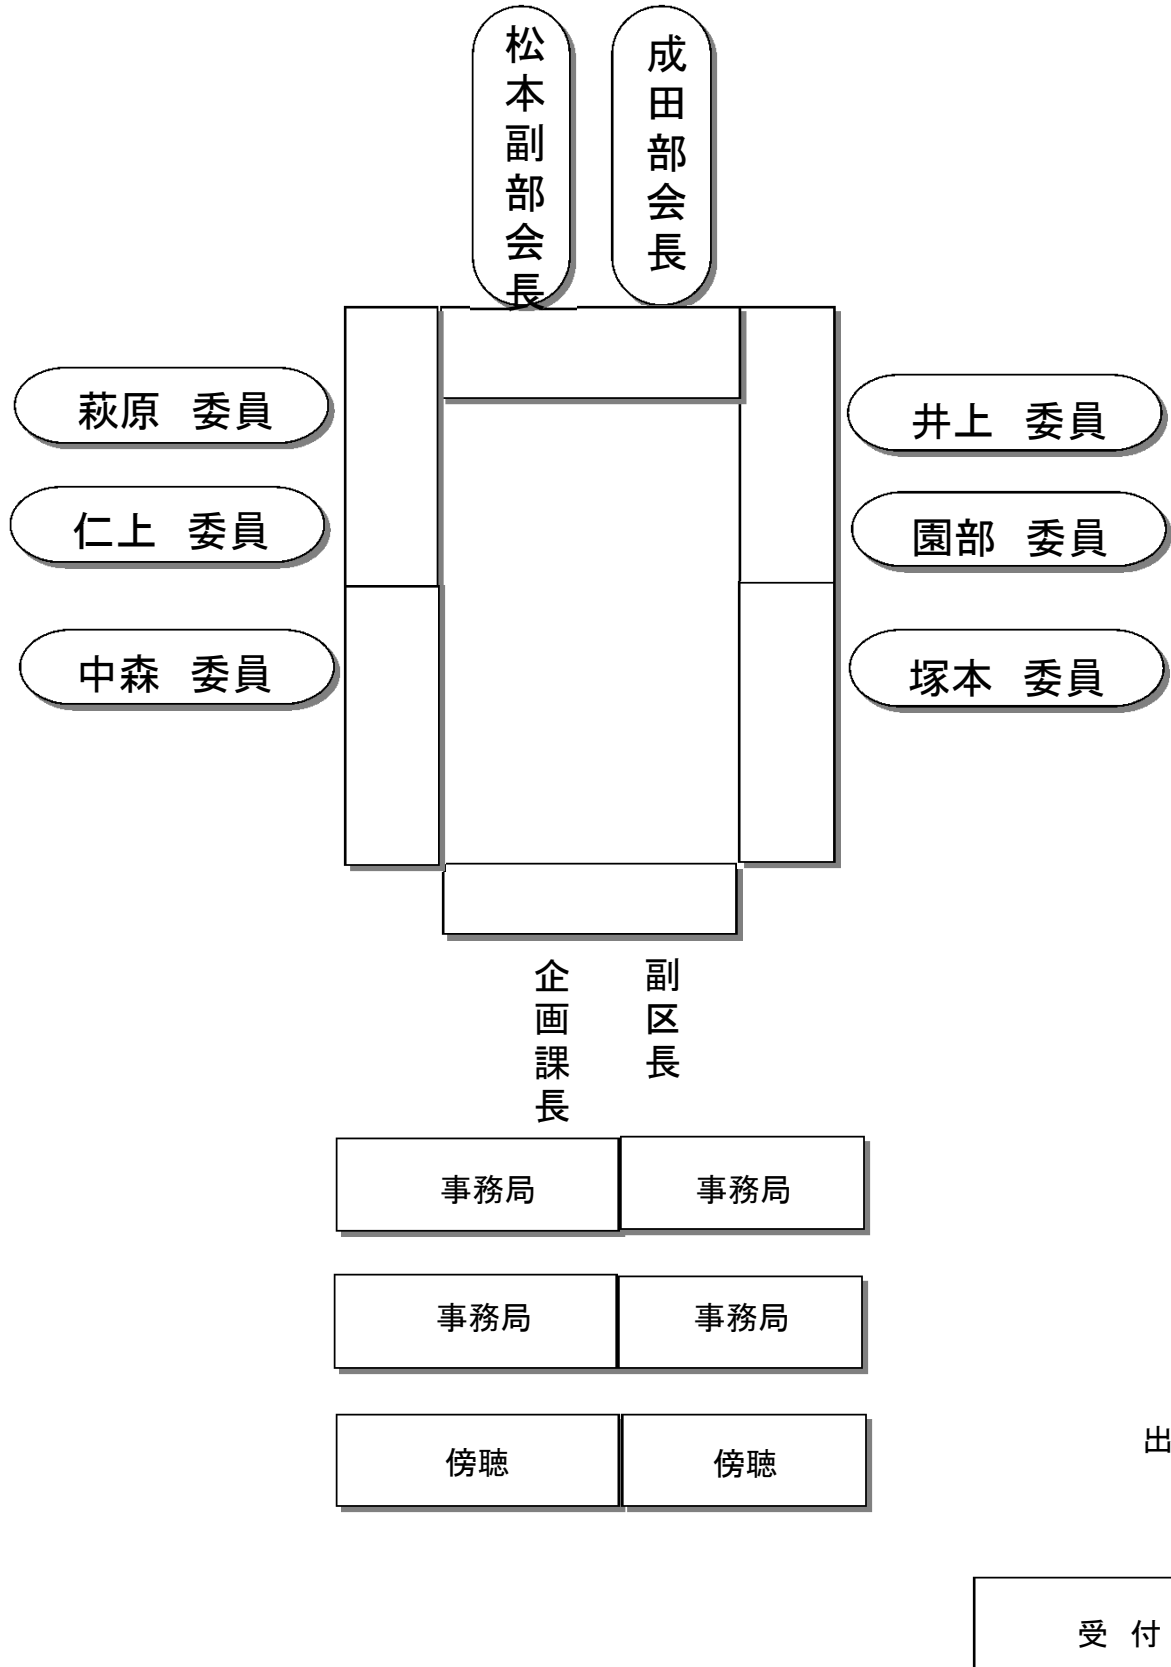 松本副部会長
成田部会長
萩原 委員
井上 委員
仁上 委員
園部 委員
中森 委員
塚本 委員
企画課長
副区長
事務局
事務局
事務局
事務局
傍聴
傍聴
出
受 付